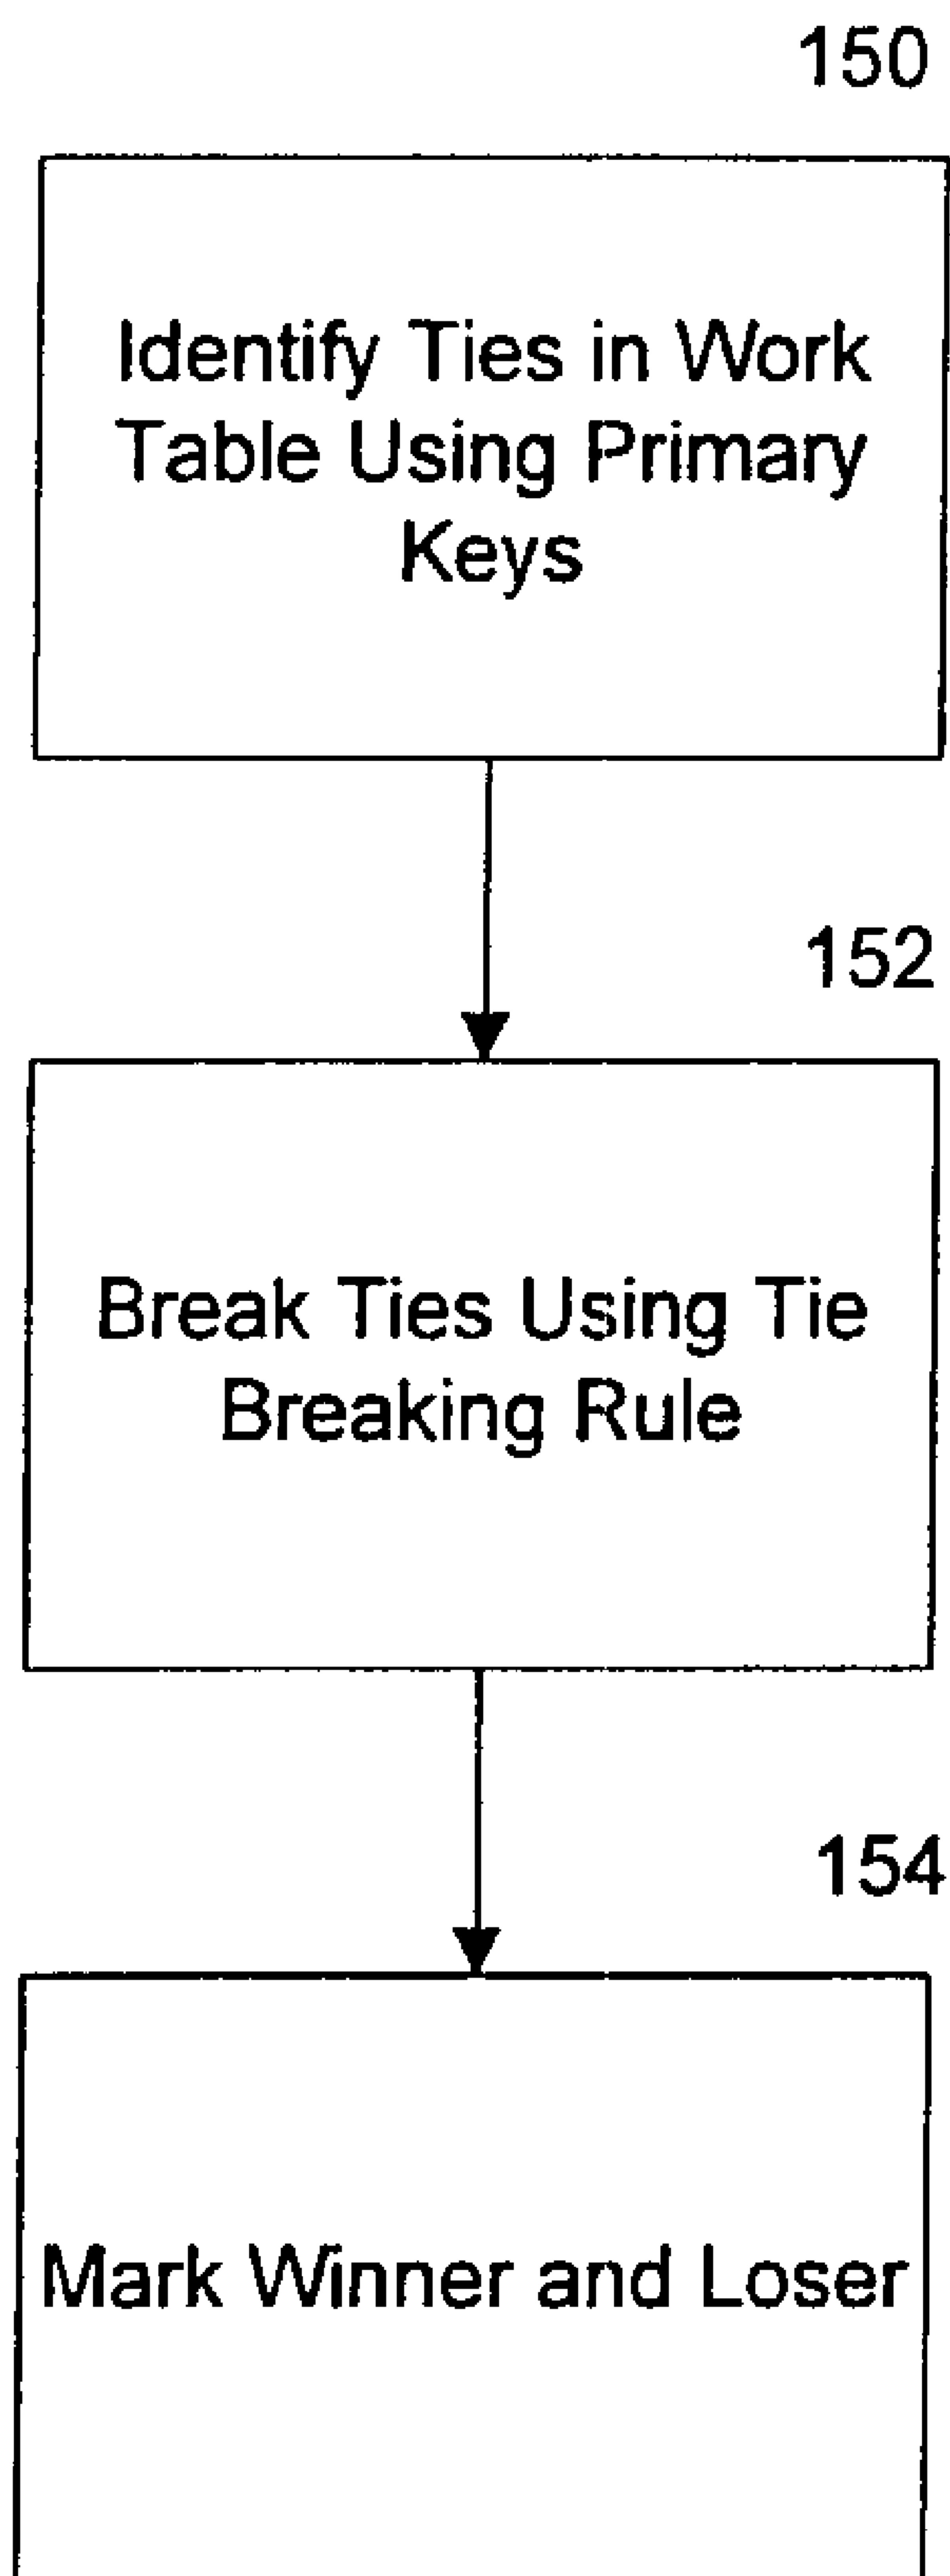 150
Identify Ties in Work
Table Using Primary
Keys
152
Break Ties Using Tie
Breaking Rule
154
Mark Winner and Loser